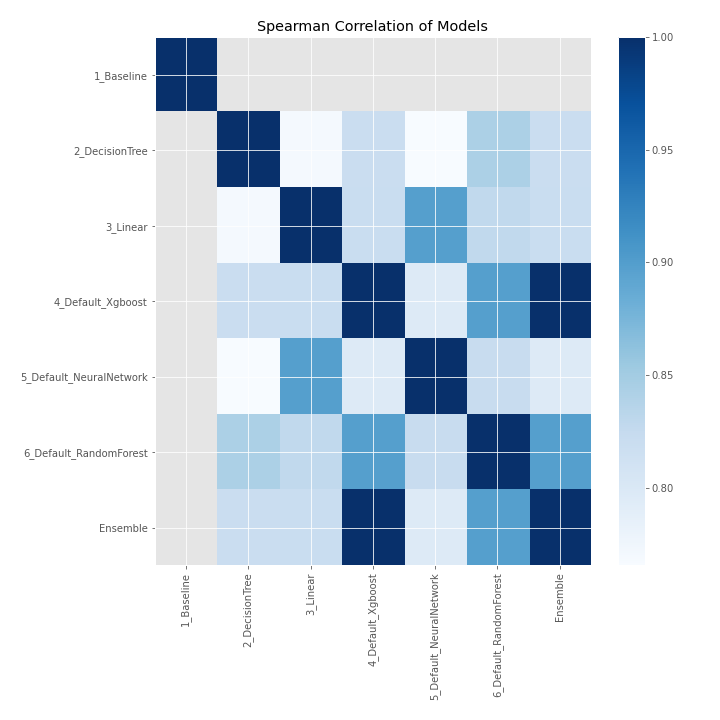 Spearman Correlation of Models
1_Baseline
2_DecisionTree
3_Linear
4_Default_Xgboost
5_Default_NeuralNetwork
6_Default_RandomForest
Ensemble
1_Baseline
2_DecisionTree
3_Linear
4_Default_Xgboost
5_Default_NeuralNetwork
6_Default_RandomForest
Ensemble
1.00
0.95
0.90
0.85
0.80